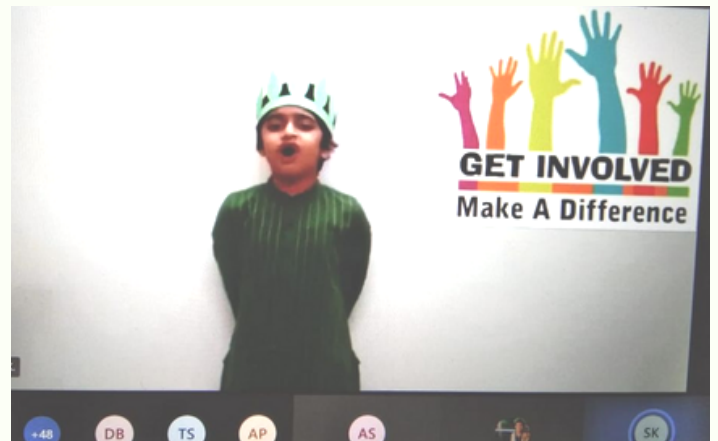 GET INVOLVED
Make A Difference
+48
DB
TS
AP
AS
SK